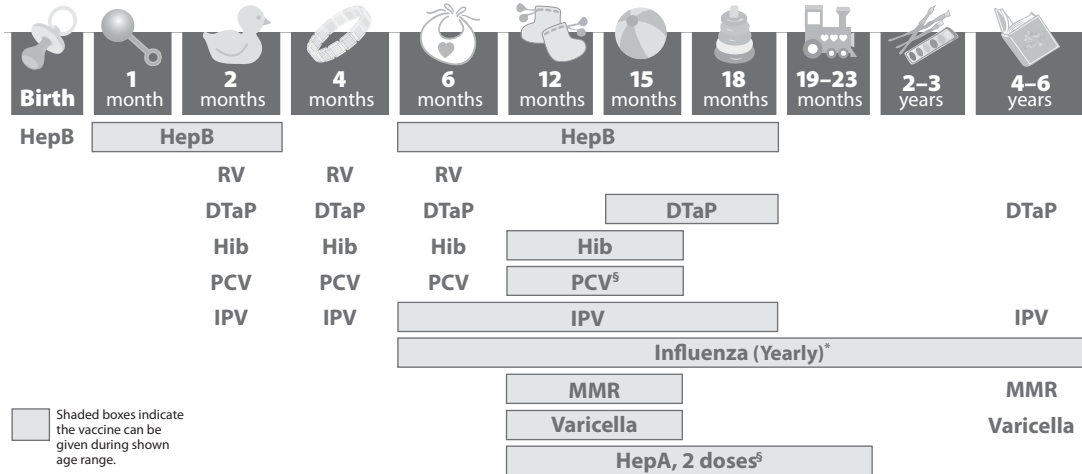 Birth
1
month
2
months
4
months
6
months
12
months
15
months
18
months
19–23
months
2–3
years
4–6
years
HepB HepB HepB
RV RV RV
DTaP DTaP DTaP DTaP DTaP
Hib Hib Hib Hib
PCV PCV PCV PCV§
IPV IPV IPV IPV
Influenza (Yearly)*
MMR MMR
Varicella Varicella
HepA, 2 doses§
Shaded boxes indicate
the vaccine can be
given during shown
age range.